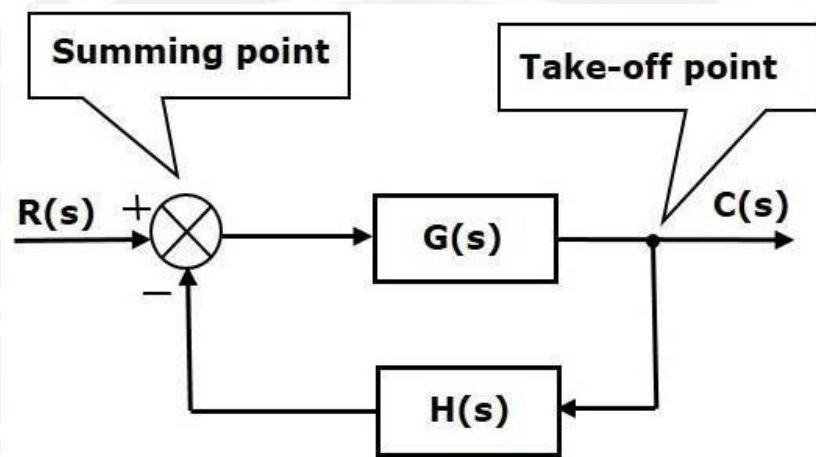 Summing point
Take-off point
R(s)
+
G(s)
C(s)
−
H(s)